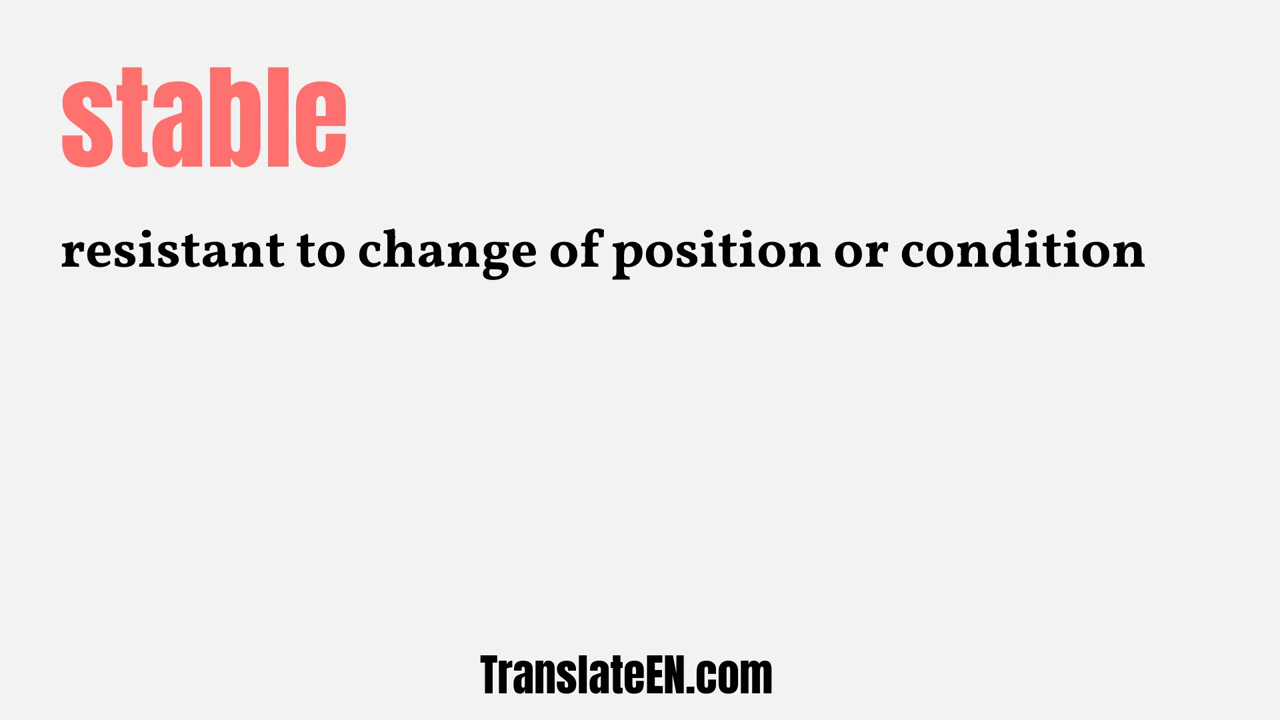 stable
resistant to change of position or condition
TranslateEN.com